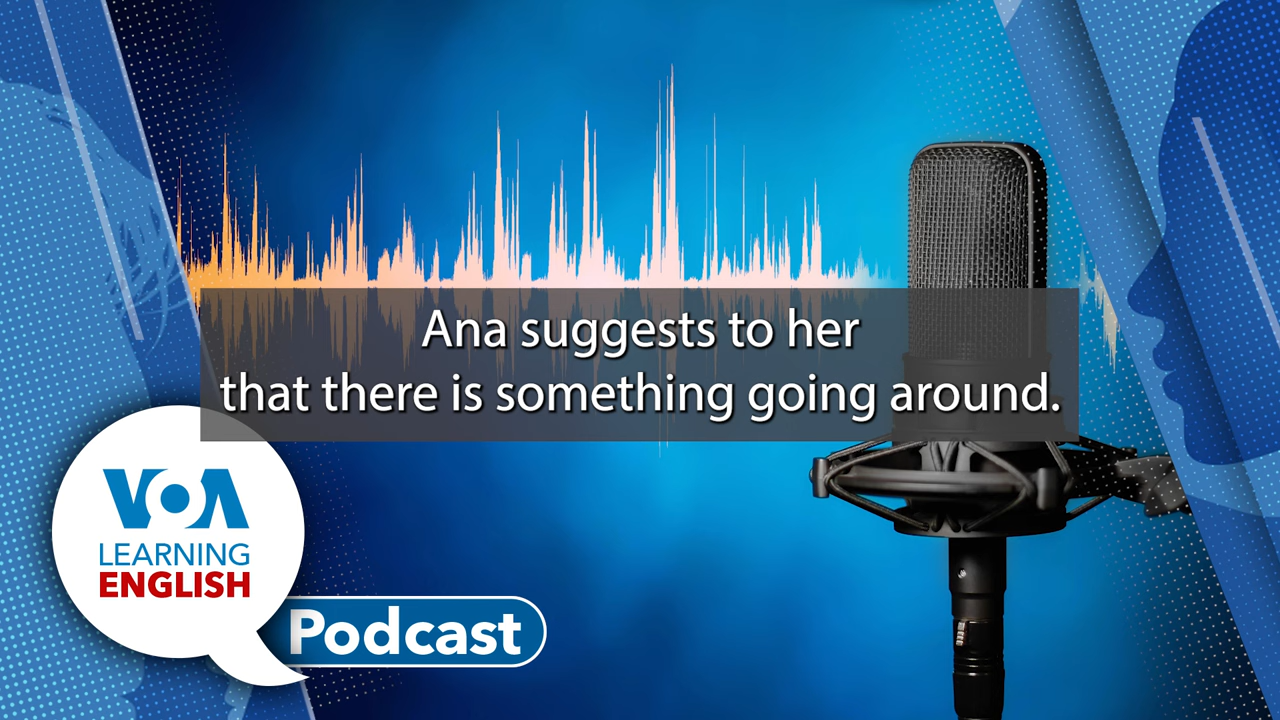 Ana suggests to her
that there is something going around.
VOA
LEARNING
ENGLISH
Podcast